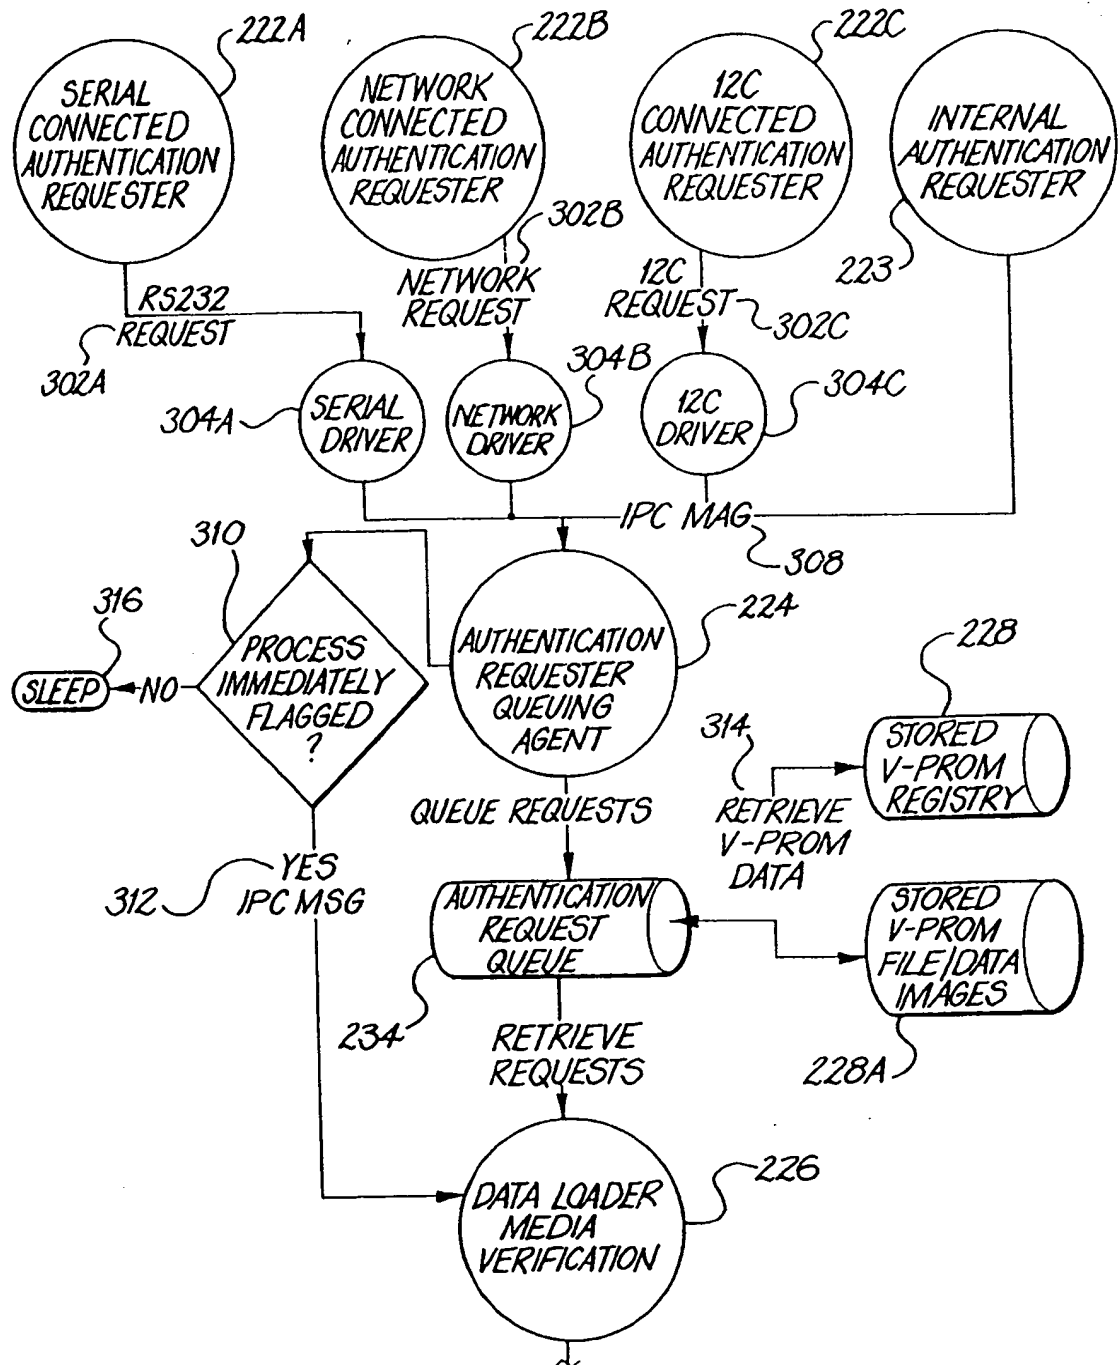 222A
222B
222C
SERIAL
CONNECTED
AUTHENTICATION
REQUESTER
NETWORK
CONNECTED
AUTHENTICATION
REQUESTER
12C
CONNECTED
AUTHENTICATION
REQUESTER
INTERNAL
AUTHENTICATION
REQUESTER
223
RS232
REQUEST
302A
302B
NETWORK
REQUEST
12C
REQUEST
302C
304A
SERIAL
DRIVER
304B
NETWORK
DRIVER
304C
12C
DRIVER
IPC MAG
308
310
316
SLEEP
NO
PROCESS
IMMEDIATELY
FLAGGED
?
AUTHENTICATION
REQUESTER
QUEUING
AGENT
224
228
STORED
V-PROM
REGISTRY
314
RETRIEVE
V-PROM
DATA
QUEUE REQUESTS
312
YES
IPC MSG
AUTHENTICATION
REQUEST
QUEUE
234
STORED
V-PROM
FILE/DATA
IMAGES
228A
RETRIEVE
REQUESTS
226
DATA LOADER
MEDIA
VERIFICATION